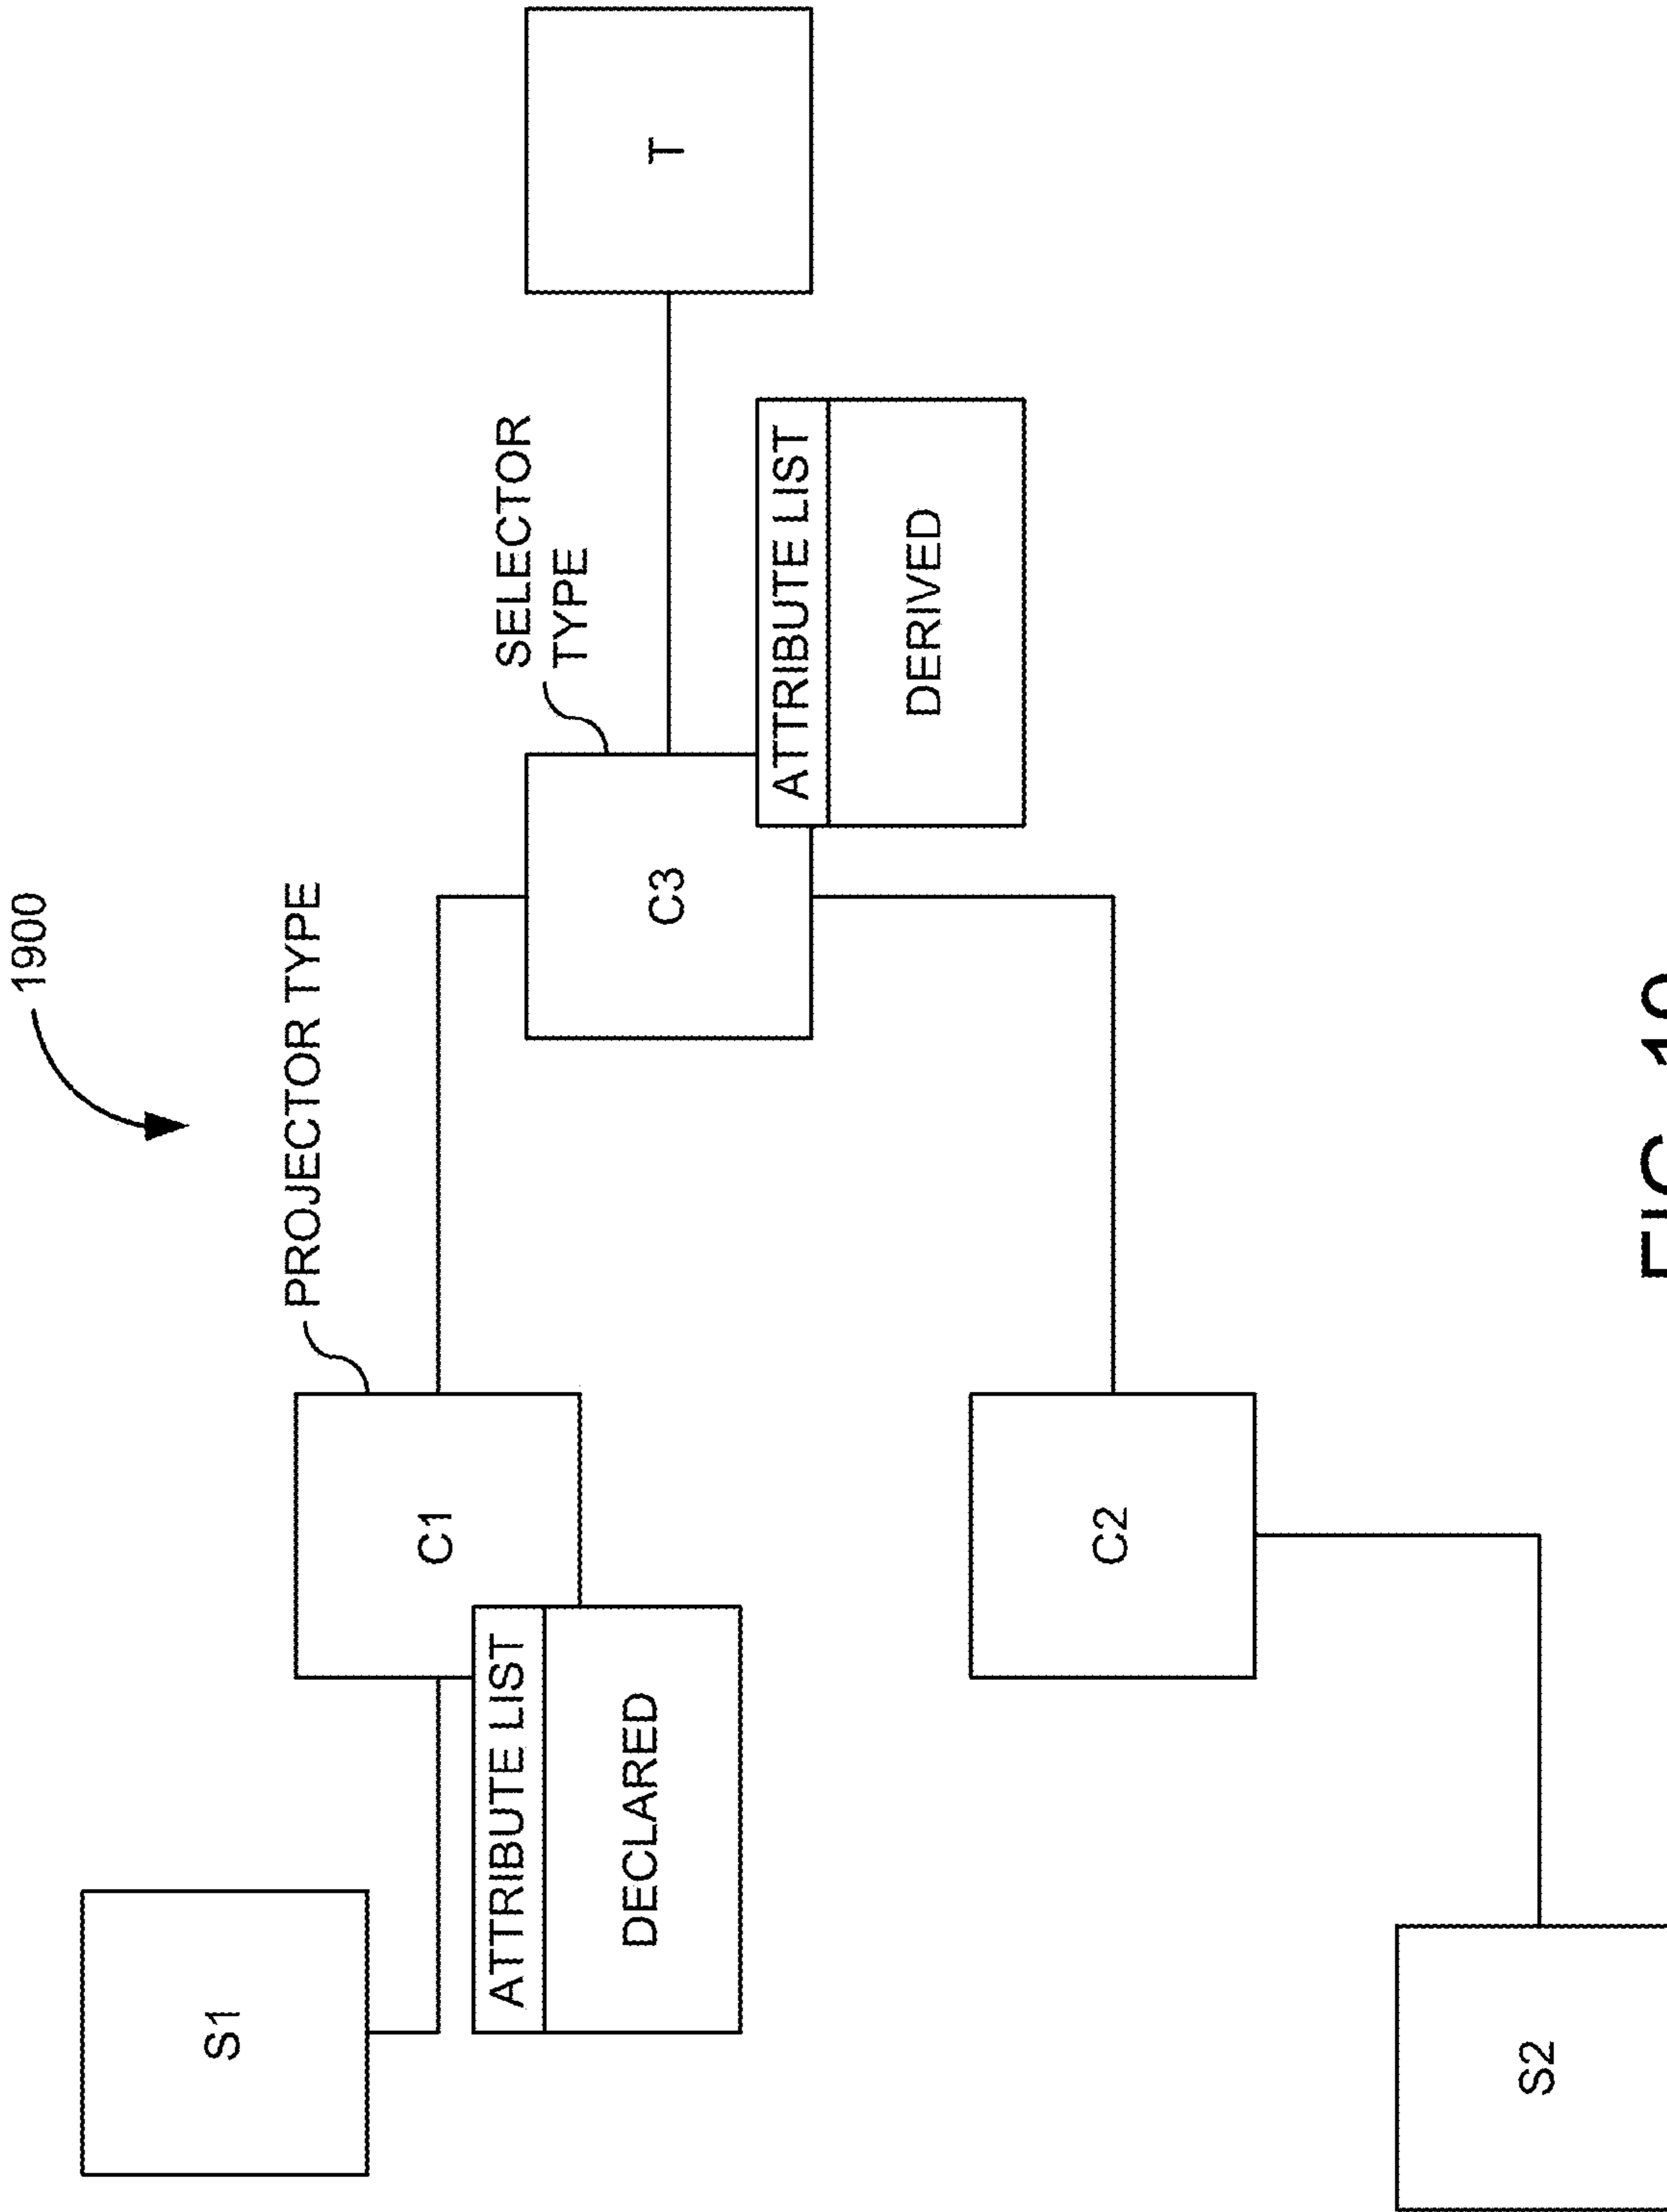 1900
PROJECTOR TYPE
SELECTOR
TYPE
S1
C1
ATTRIBUTE LIST
DECLARED
C3
ATTRIBUTE LIST
DERIVED
T
C2
S2